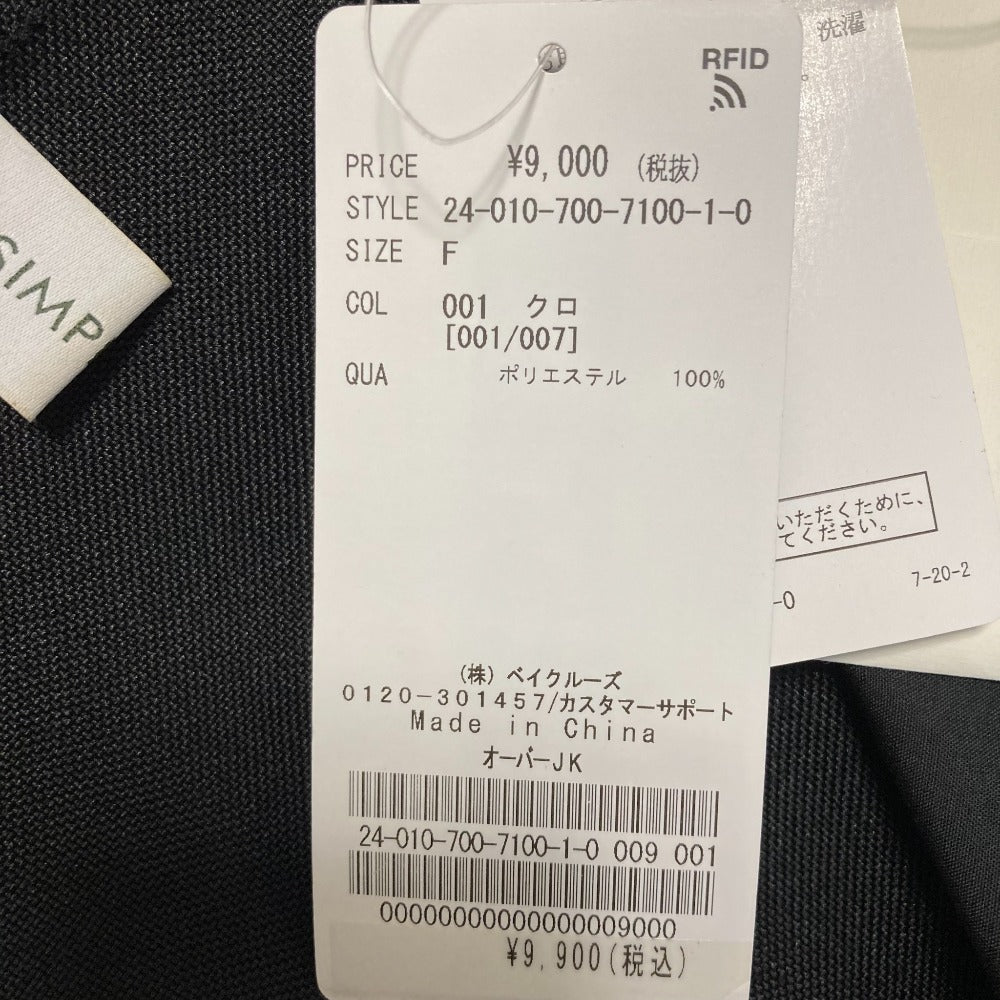 RFID
PRICE ¥9,000 (税抜)
STYLE 24-010-700-7100-1-0
SIZE F
COL 001 クロ
[001/007]
QUA ポリエステル 100%
(株)ベイクルーズ
0120-301457/カスタマーサポート
Made in China
オーバーJK
24-010-700-7100-1-0 009 001
00000000000000009000
¥9,900(税込)
SIMP
洗濯
いただくために、
てください。
7-20-2
-0